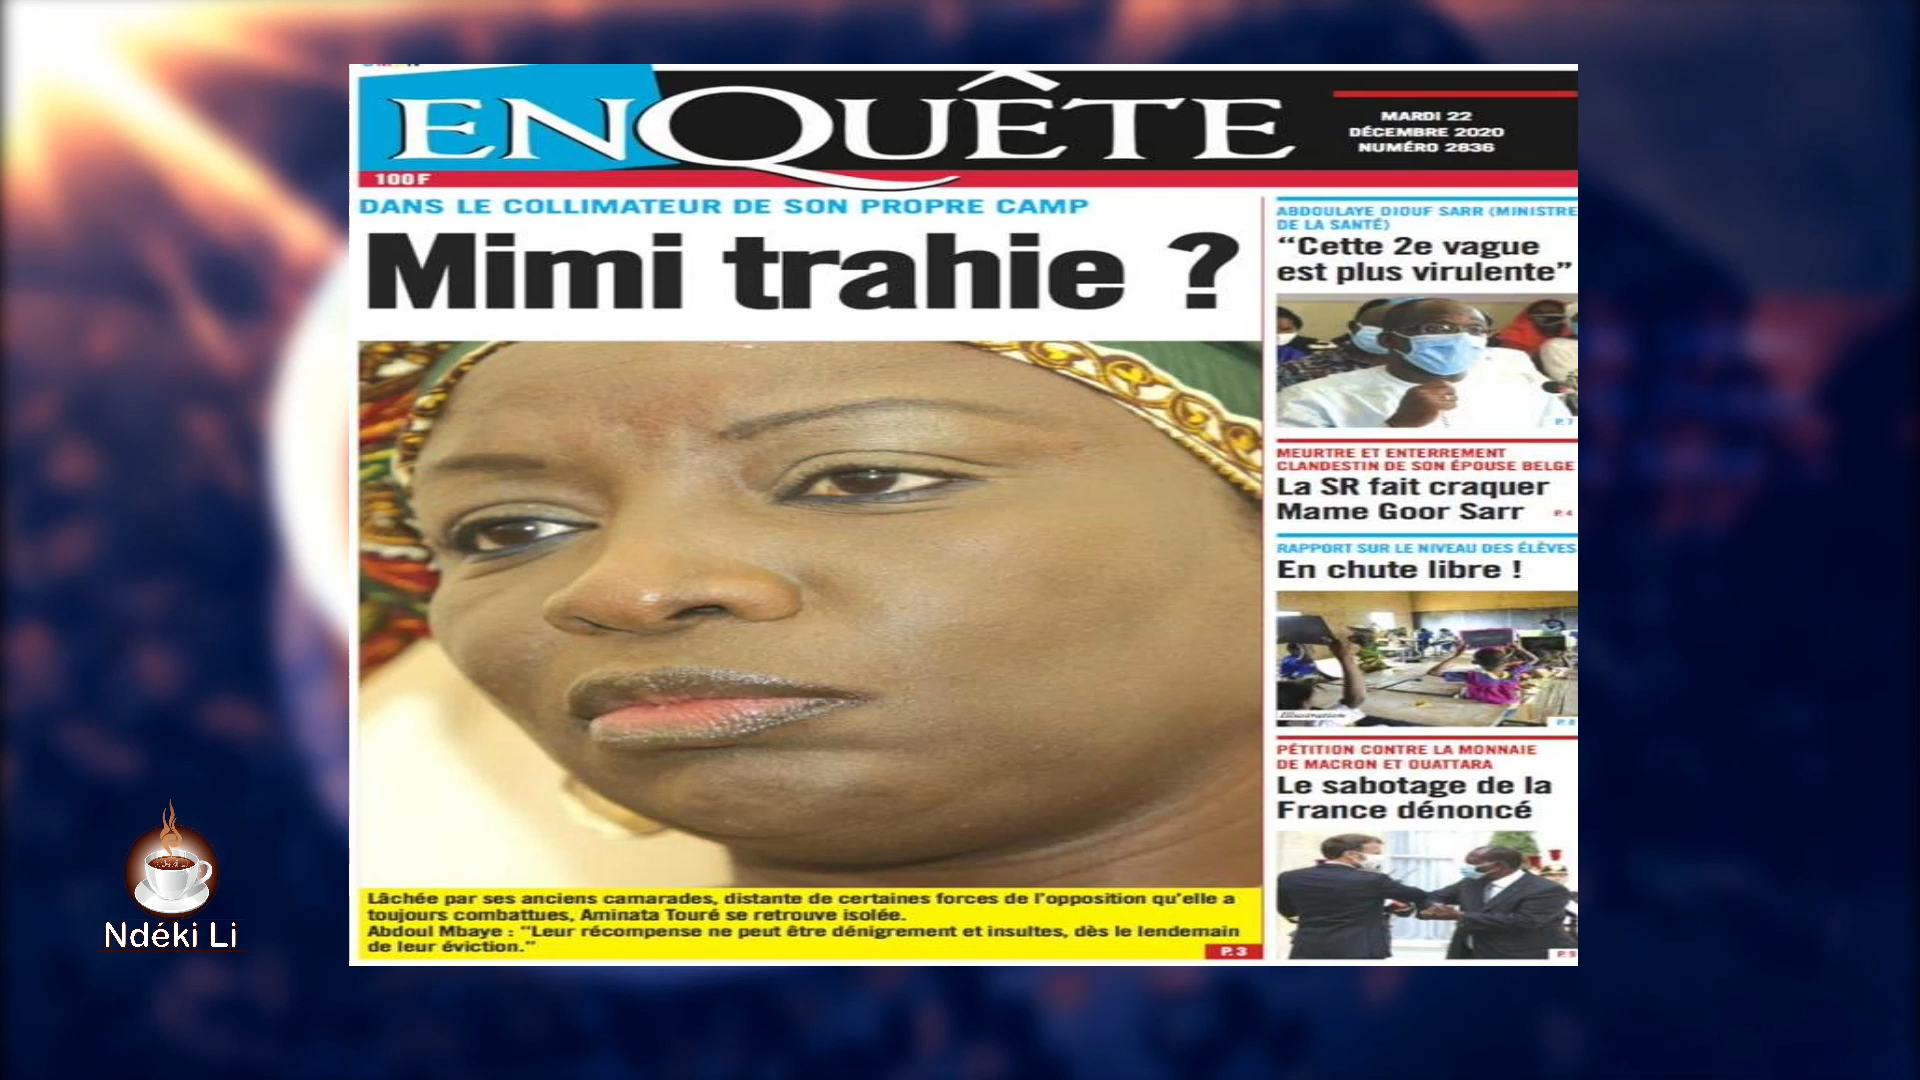 ENQUÊTE
MARDI 22
DÉCEMBRE 2020
NUMÉRO 2836
100 F
DANS LE COLLIMATEUR DE SON PROPRE CAMP
Mimi trahie ?
Lâchée par ses anciens camarades, distante de certaines forces de l'opposition qu'elle a
toujours combattues, Aminata Touré se retrouve isolée.
Abdoul Mbaye : "Leur récompense ne peut être dénigrement et insultes, dès le lendemain
de leur éviction."
P. 3
ABDOULAYE DIOUF SARR (MINISTRE
DE LA SANTÉ)
"Cette 2e vague
est plus virulente"
P. 7
MEURTRE ET ENTERREMENT
CLANDESTIN DE SON ÉPOUSE BELGE
La SR fait craquer
Mame Goor Sarr P. 4
RAPPORT SUR LE NIVEAU DES ÉLÈVES
En chute libre !
Illustration
PÉTITION CONTRE LA MONNAIE
DE MACRON ET OUATTARA
Le sabotage de la
France dénoncé
P. 9
Ndéki Li